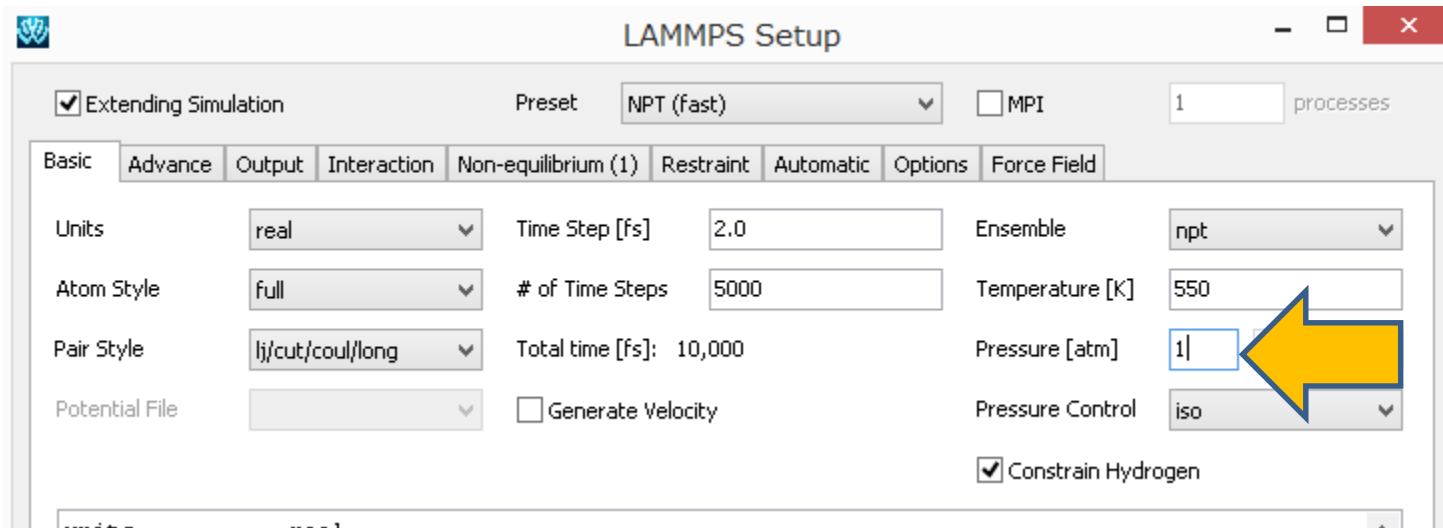 LAMMPS Setup
Extending Simulation Preset NPT (fast) MPI 1 processes
Basic Advance Output Interaction Non-equilibrium (1) Restraint Automatic Options Force Field
Units real Time Step [fs] 2.0 Ensemble npt
Atom Style full # of Time Steps 5000 Temperature [K] 550
Pair Style lj/cut/coul/long Total time [fs]: 10,000 Pressure [atm] 1
Potential File Generate Velocity Pressure Control iso
Constrain Hydrogen